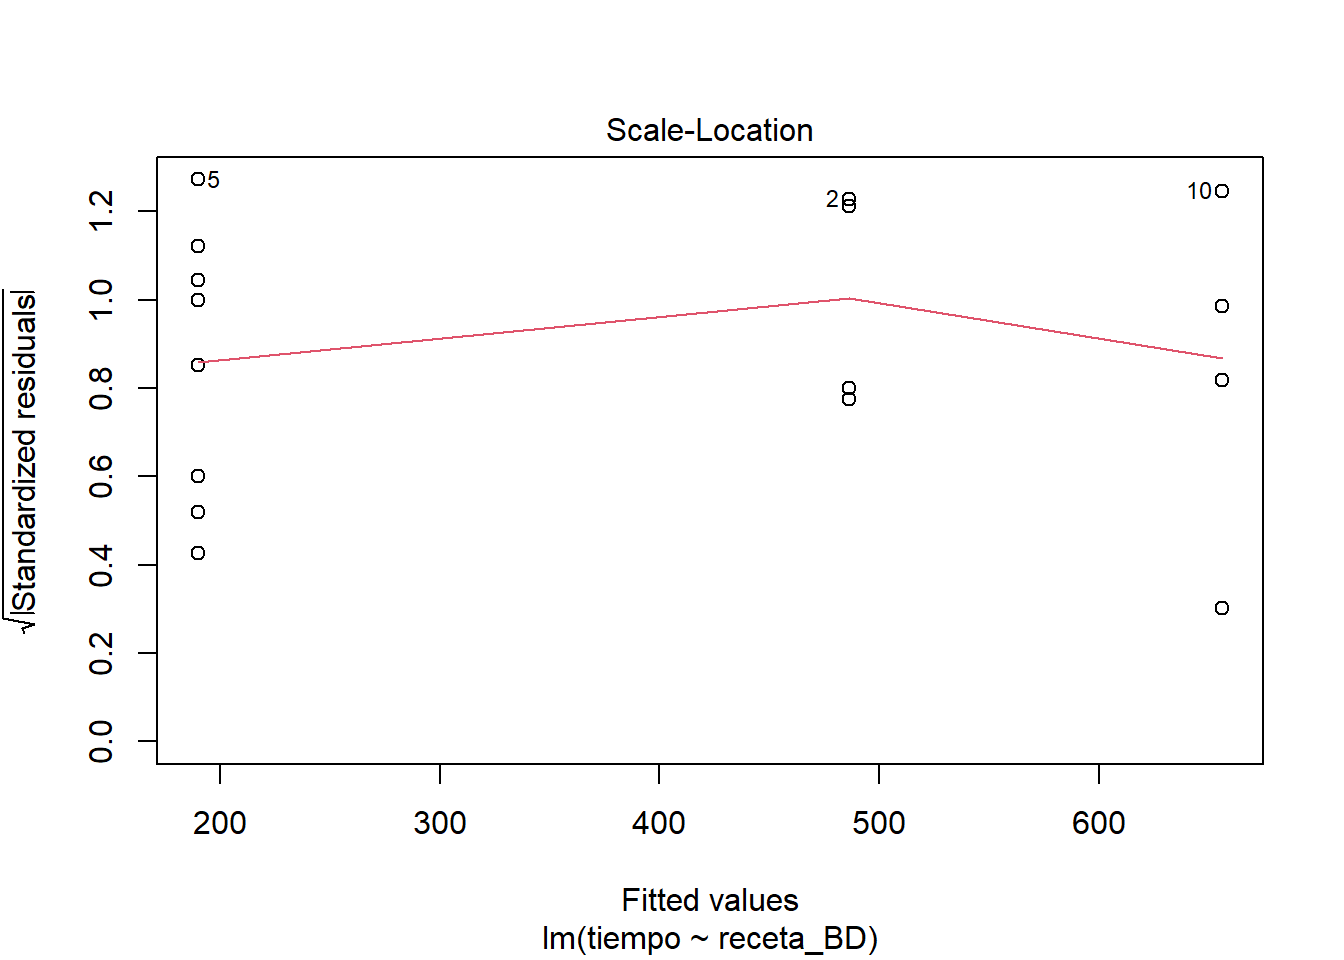 Scale-Location
√|Standardized residuals|
1.2
1.0
0.8
0.6
0.4
0.2
0.0
5
2
10
200 300 400 500 600
Fitted values
lm(tiempo ~ receta_BD)